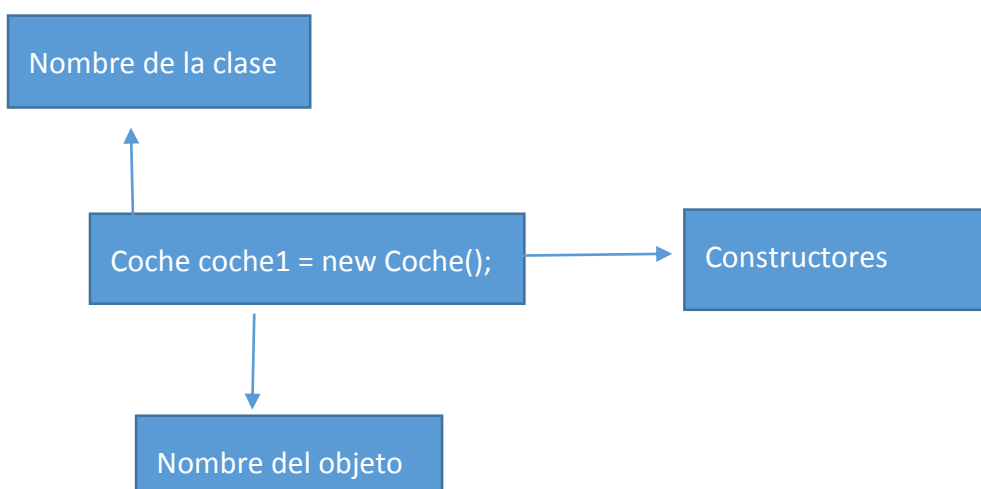 Nombre de la clase
Coche coche1 = new Coche();
Constructores
Nombre del objeto